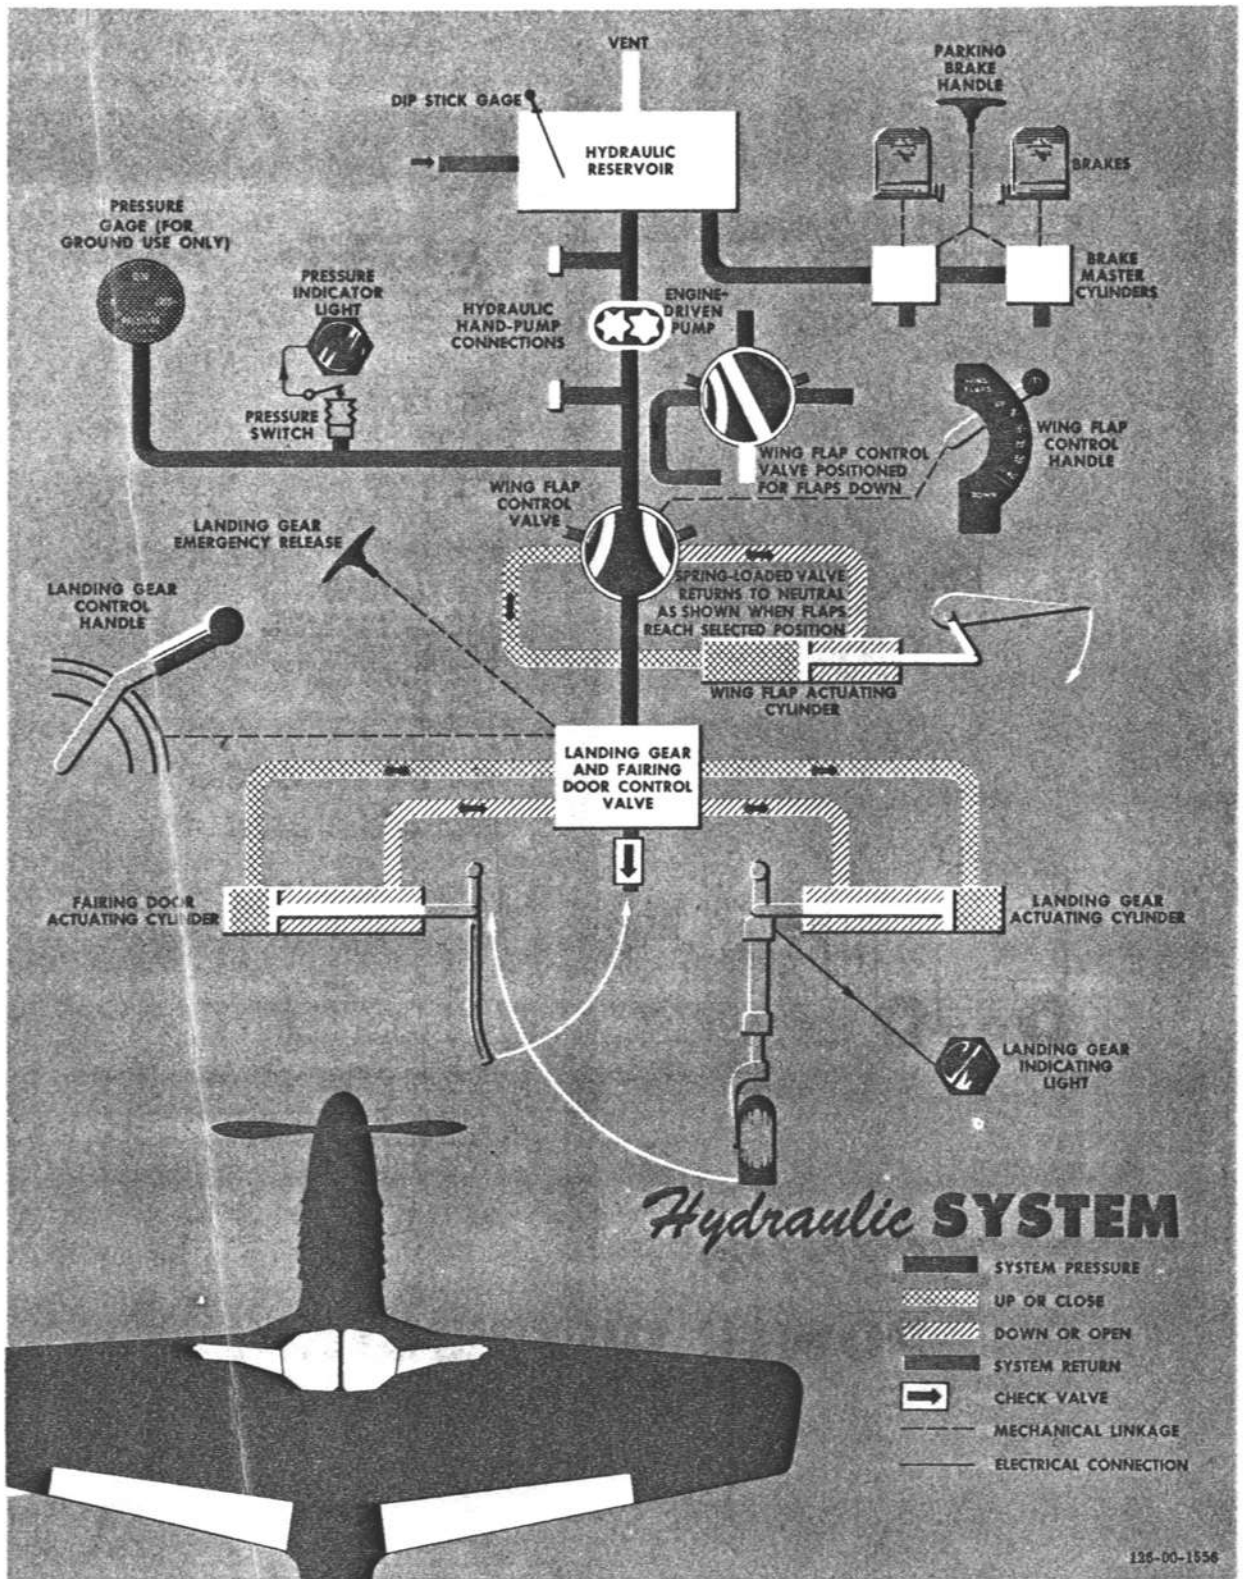 VENT
DIP STICK GAGE
HYDRAULIC
RESERVOIR
PARKING
BRAKE
HANDLE
BRAKES
PRESSURE
GAGE (FOR
GROUND USE ONLY)
PRESSURE
INDICATOR
LIGHT
HYDRAULIC
HAND-PUMP
CONNECTIONS
ENGINE-
DRIVEN
PUMP
BRAKE
MASTER
CYLINDERS
PRESSURE
SWITCH
WING FLAP CONTROL
VALVE POSITIONED
FOR FLAPS DOWN
WING
FLAPS
UP
DOWN
WING FLAP
CONTROL
HANDLE
WING FLAP
CONTROL
VALVE
LANDING GEAR
EMERGENCY RELEASE
SPRING-LOADED VALVE
RETURNS TO NEUTRAL
AS SHOWN WHEN FLAPS
REACH SELECTED POSITION
LANDING GEAR
CONTROL
HANDLE
WING FLAP ACTUATING
CYLINDER
LANDING GEAR
AND FAIRING
DOOR CONTROL
VALVE
FAIRING DOOR
ACTUATING CYLINDER
LANDING GEAR
ACTUATING CYLINDER
LANDING GEAR
INDICATING
LIGHT
Hydraulic SYSTEM
SYSTEM PRESSURE
UP OR CLOSE
DOWN OR OPEN
SYSTEM RETURN
CHECK VALVE
MECHANICAL LINKAGE
ELECTRICAL CONNECTION
126-00-1556